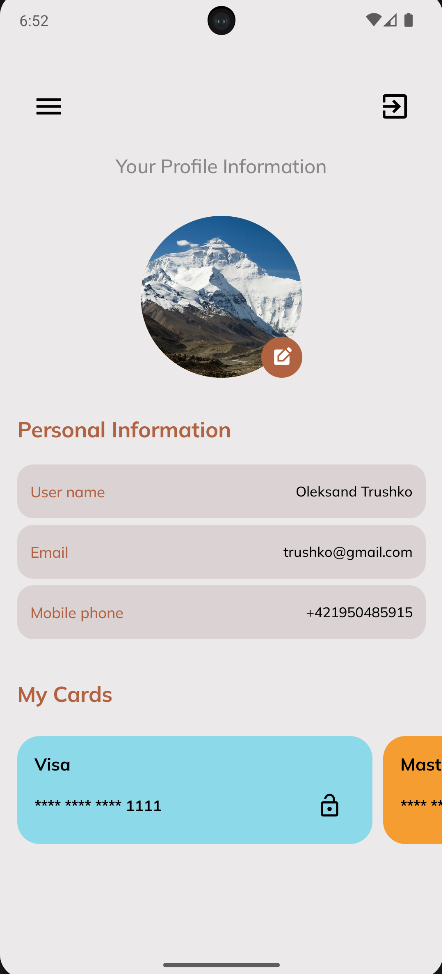 6:52
Your Profile Information
Personal Information
User name Oleksand Trushko
Email trushko@gmail.com
Mobile phone +421950485915
My Cards
Visa Mast
**** **** **** 1111 **** **